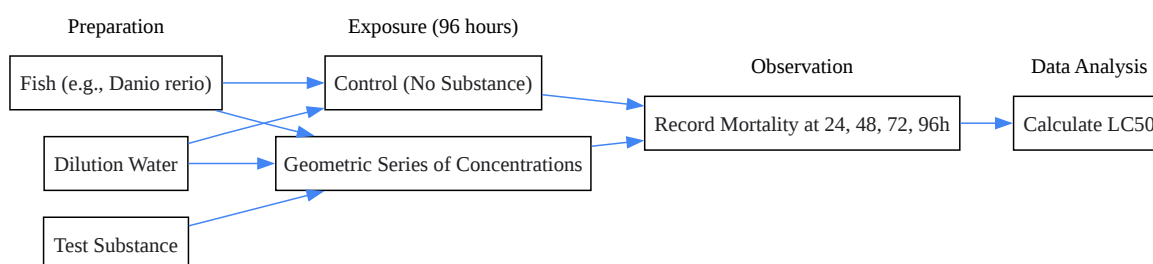 Preparation
Exposure (96 hours)
Observation
Data Analysis
Fish (e.g., Danio rerio)
Control (No Substance)
Record Mortality at 24, 48, 72, 96h
Calculate LC50
Dilution Water
Geometric Series of Concentrations
Test Substance